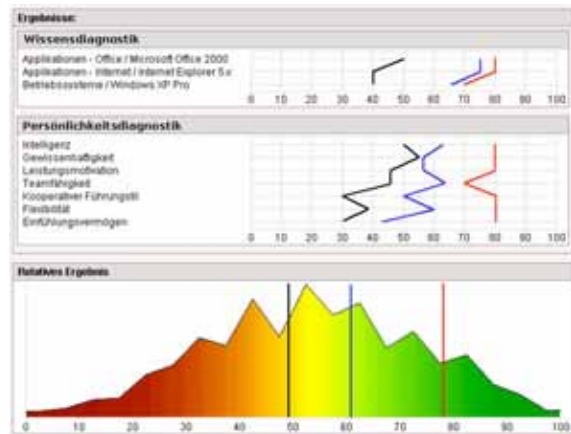 Ergebnisse:
Wissensdiagnostik
Applikationen - Office / Microsoft Office 2000
Applikationen - Internet / Internet Explorer 5.x
Betriebssysteme / Windows XP Pro
0 10 20 30 40 50 60 70 80 90 100
Persönlichkeitsdiagnostik
Intelligenz
Gewissenhaftigkeit
Leistungsmotivation
Teamfähigkeit
Kooperativer Führungsstil
Flexibilität
Einfühlungsvermögen
0 10 20 30 40 50 60 70 80 90 100
Relatives Ergebnis
0 10 20 30 40 50 60 70 80 90 100